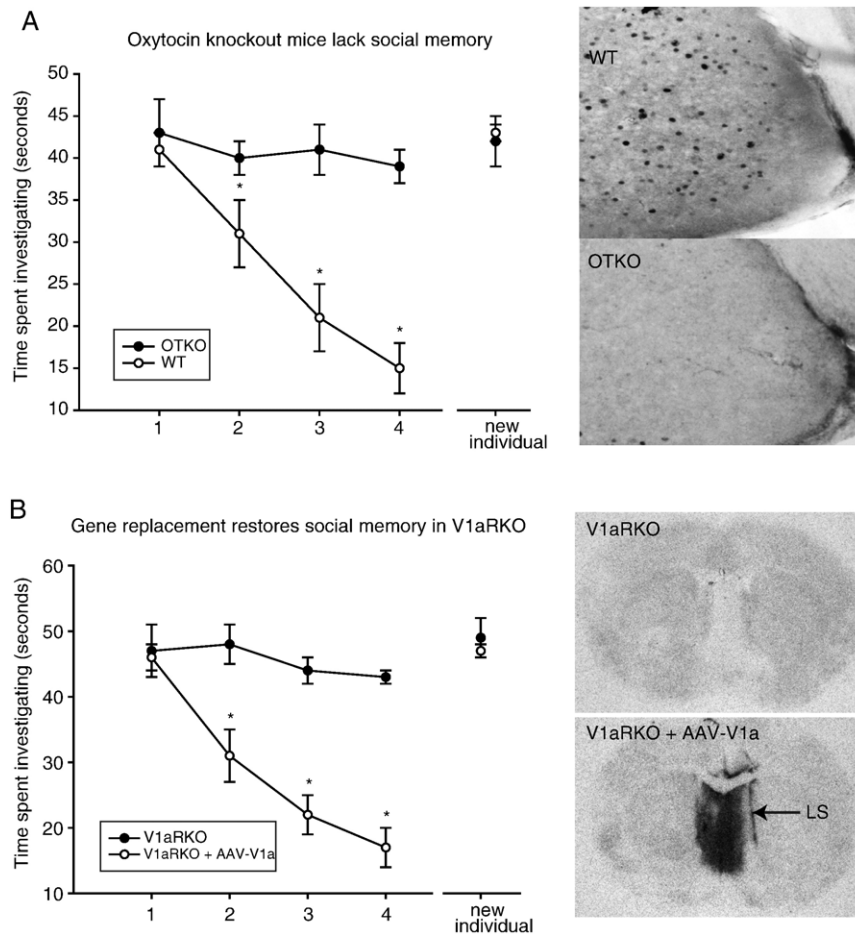 A
Oxytocin knockout mice lack social memory
Time spent investigating (seconds)
50
45
40
35
30
25
20
15
10
*
*
*
OTKO
WT
1
2
3
4
new
individual
WT
OTKO
B
Gene replacement restores social memory in V1aRKO
Time spent investigating (seconds)
60
50
40
30
20
10
*
*
*
V1aRKO
V1aRKO + AAV-V1a
1
2
3
4
new
individual
V1aRKO
V1aRKO + AAV-V1a
LS